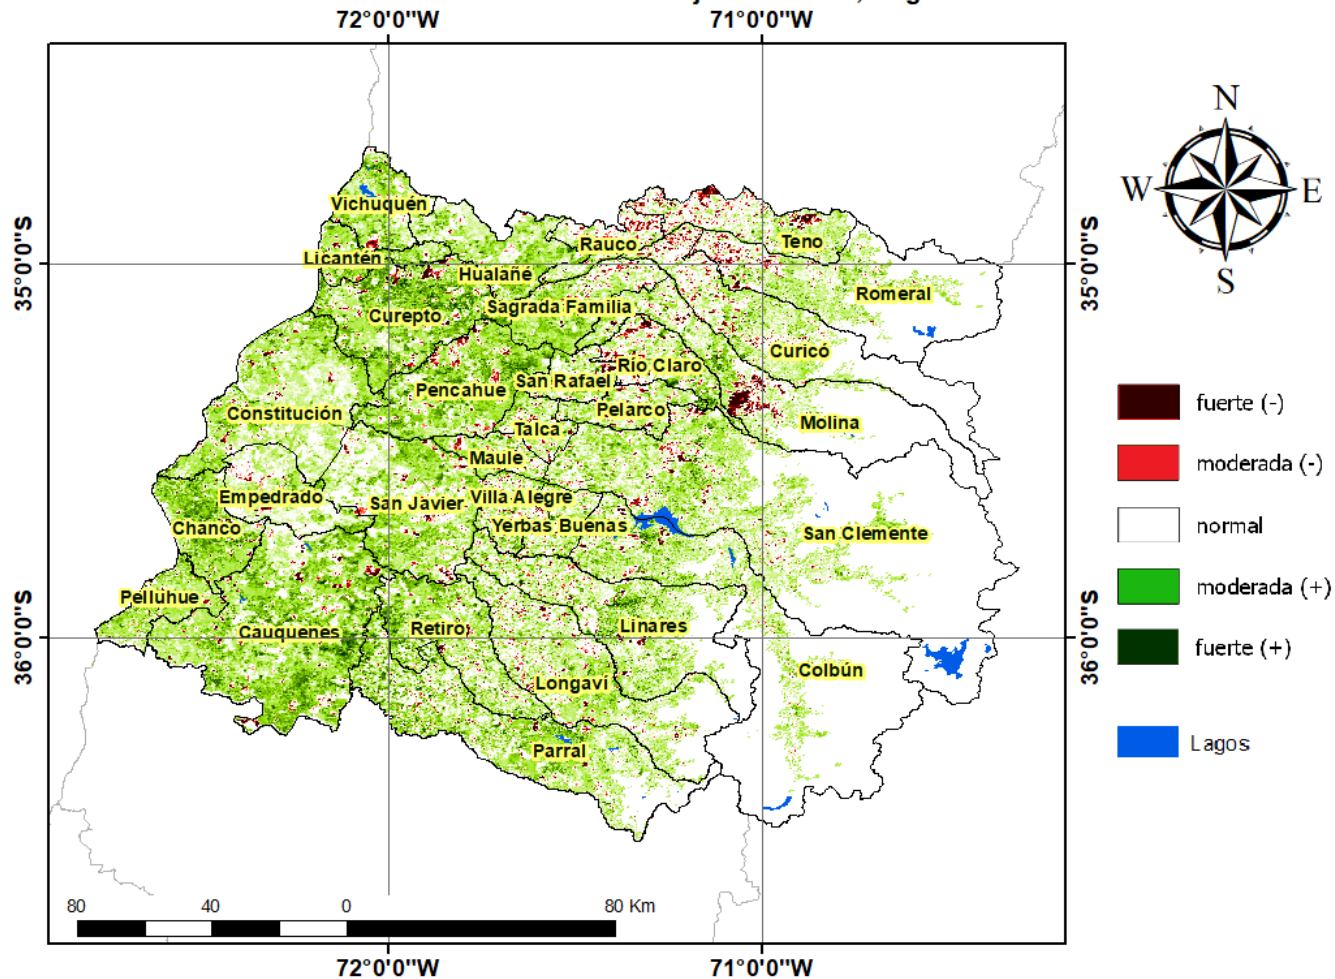 72°0'0"W 71°0'0"W
N
W E
S
35°0'0"S 35°0'0"S
Vichuquén
Rauco
Teno
Licantén
Hualañé
Romeral
Sagrada Familia
Curepto
Curicó
Río Claro
San Rafael
Pencahue
Constitución
Pelarco
Molina
Talca
Maule
Empedrado
San Javier
Villa Alegre
Chanco
Yerbas Buenas
San Clemente
Pelluhue
Cauquenes
Retiro
Linares
Colbún
Longaví
Parral
36°0'0"S 36°0'0"S
fuerte (-)
moderada (-)
normal
moderada (+)
fuerte (+)
Lagos
80 40 0 80 Km
72°0'0"W 71°0'0"W